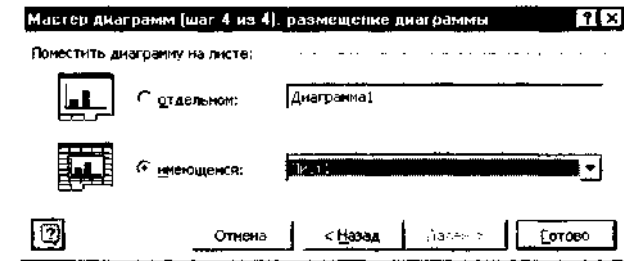 Мастер диаграмм (шаг 4 из 4). размещение диаграммы
Поместить диаграмму на листе:
отдельном: Диаграмма1
имеющемся: Лист1
Отмена < Назад Далее > Готово